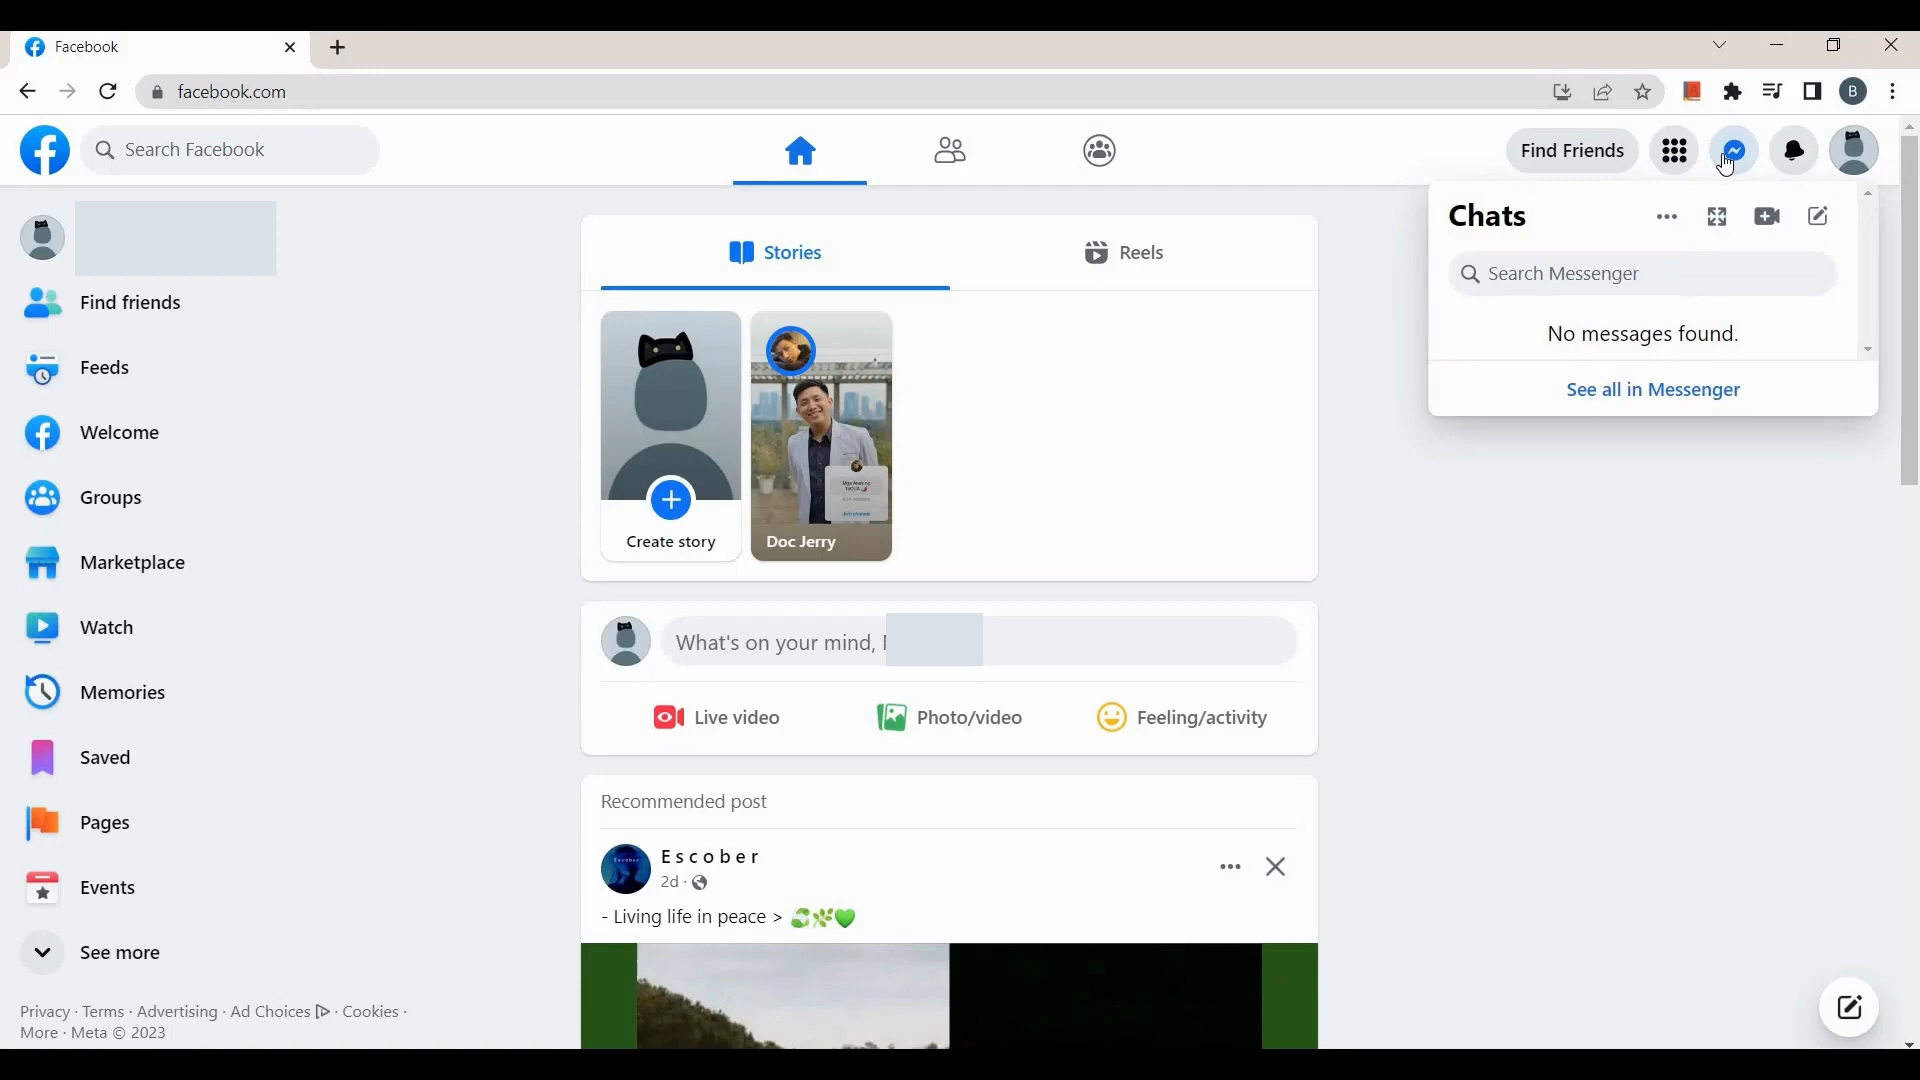 Facebook
facebook.com
B
Search Facebook
Find Friends
Chats
Search Messenger
No messages found.
See all in Messenger
Find friends
Feeds
Welcome
Groups
Marketplace
Watch
Memories
Saved
Pages
Events
See more
Privacy · Terms · Advertising · Ad Choices · Cookies ·
More · Meta © 2023
Stories
Reels
Create story
Doc Jerry
What's on your mind,
Live video
Photo/video
Feeling/activity
Recommended post
E s c o b e r
2d ·
- Living life in peace >